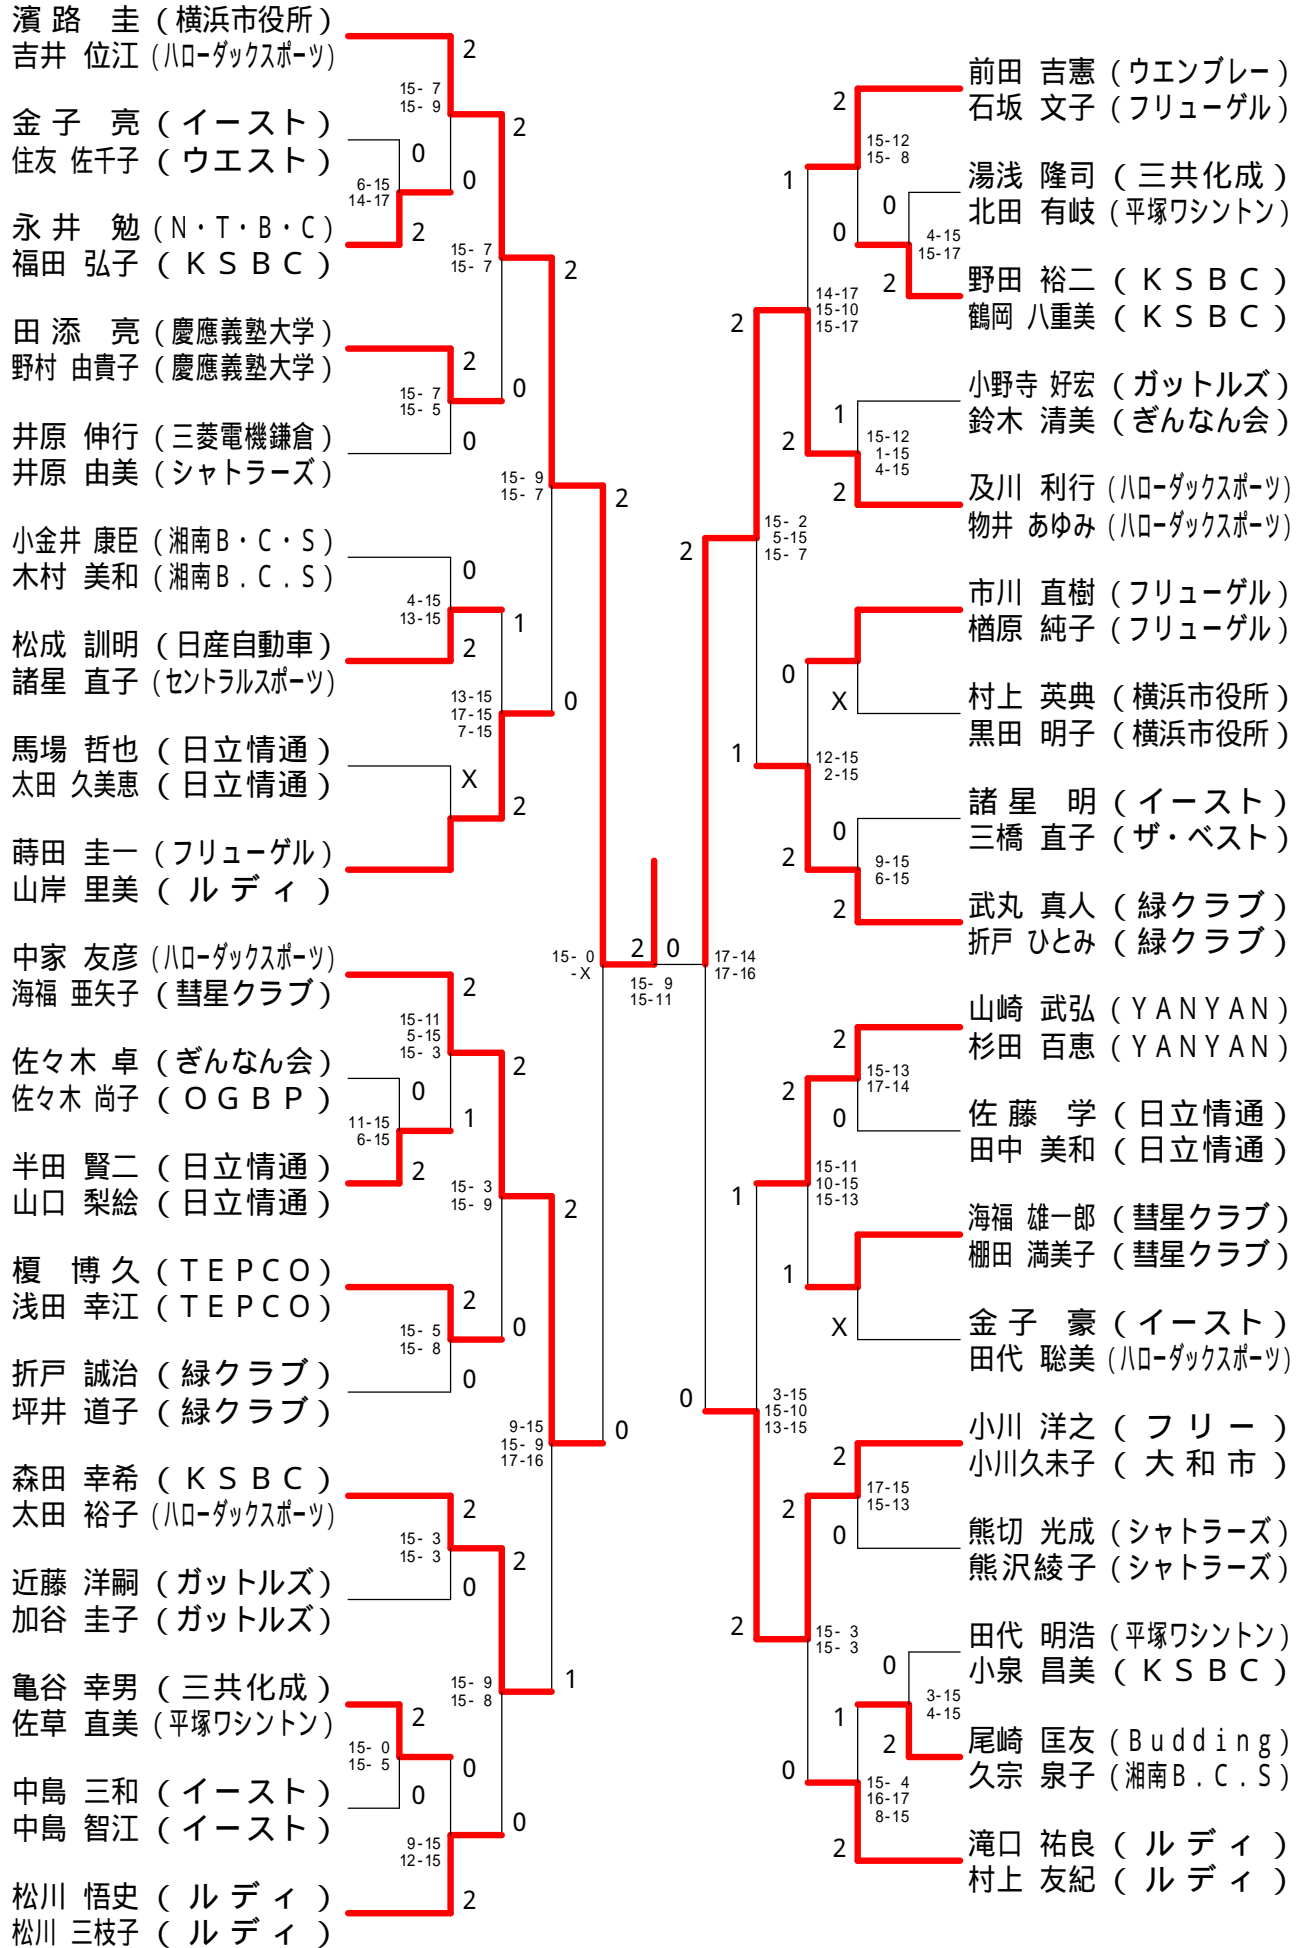 濱路 圭 (横浜市役所)
吉井 位江 (ハローダックスポーツ)
2
15- 7
15- 9
金子 亮 (イースト)
住友 佐千子 (ウエスト)
0
2
6-15
14-17
0
永井 勉 (N・T・B・C)
福田 弘子 (KSBC)
2
15- 7
15- 7
2
田添 亮 (慶應義塾大学)
野村 由貴子 (慶應義塾大学)
2
0
15- 7
15- 5
井原 伸行 (三菱電機鎌倉)
井原 由美 (シャトラーズ)
0
15- 9
15- 7
2
小金井 康臣 (湘南B・C・S)
木村 美和 (湘南B.C.S)
0
4-15
13-15
1
松成 訓明 (日産自動車)
諸星 直子 (セントラルスポーツ)
2
13-15
17-15
7-15
0
馬場 哲也 (日立情通)
太田 久美恵 (日立情通)
X
2
蒔田 圭一 (フリューゲル)
山岸 里美 (ルディ)
中家 友彦 (ハローダックスポーツ)
海福 亜矢子 (彗星クラブ)
2
15-11
5-15
15- 3
2
佐々木 卓 (ぎんなん会)
佐々木 尚子 (OGBP)
0
1
11-15
6-15
半田 賢二 (日立情通)
山口 梨絵 (日立情通)
2
15- 3
15- 9
2
榎 博久 (TEPCO)
浅田 幸江 (TEPCO)
2
0
15- 5
15- 8
折戸 誠治 (緑クラブ)
坪井 道子 (緑クラブ)
0
9-15
15- 9
17-16
0
森田 幸希 (KSBC)
太田 裕子 (ハローダックスポーツ)
2
15- 3
15- 3
2
近藤 洋嗣 (ガットルズ)
加谷 圭子 (ガットルズ)
0
亀谷 幸男 (三共化成)
佐草 直美 (平塚ワシントン)
2
15- 9
15- 8
1
15- 0
15- 5
0
中島 三和 (イースト)
中島 智江 (イースト)
0
0
9-15
12-15
松川 悟史 (ルディ)
松川 三枝子 (ルディ)
2
15- 0
-X
2
0
15- 9
15-11
17-14
17-16
前田 吉憲 (ウエンブレー)
石坂 文子 (フリューゲル)
2
15-12
15- 8
1
湯浅 隆司 (三共化成)
北田 有岐 (平塚ワシントン)
0
0
4-15
15-17
野田 裕二 (KSBC)
鶴岡 八重美 (KSBC)
2
14-17
15-10
15-17
2
小野寺 好宏 (ガットルズ)
鈴木 清美 (ぎんなん会)
1
2
15-12
1-15
4-15
及川 利行 (ハローダックスポーツ)
物井 あゆみ (ハローダックスポーツ)
2
15- 2
5-15
15- 7
2
市川 直樹 (フリューゲル)
楢原 純子 (フリューゲル)
0
村上 英典 (横浜市役所)
黒田 明子 (横浜市役所)
X
12-15
2-15
1
諸星 明 (イースト)
三橋 直子 (ザ・ベスト)
0
2
9-15
6-15
武丸 真人 (緑クラブ)
折戸 ひとみ (緑クラブ)
2
山崎 武弘 (YANYAN)
杉田 百恵 (YANYAN)
2
15-13
17-14
2
佐藤 学 (日立情通)
田中 美和 (日立情通)
0
15-11
10-15
15-13
1
海福 雄一郎 (彗星クラブ)
棚田 満美子 (彗星クラブ)
1
金子 豪 (イースト)
田代 聡美 (ハローダックスポーツ)
X
3-15
15-10
13-15
0
小川 洋之 (フリー)
小川久未子 (大和市)
2
17-15
15-13
2
熊切 光成 (シャトラーズ)
熊沢綾子 (シャトラーズ)
0
15- 3
15- 3
2
田代 明浩 (平塚ワシントン)
小泉 昌美 (KSBC)
0
3-15
4-15
1
尾崎 匡友 (Budding)
久宗 泉子 (湘南B.C.S)
2
0
15- 4
16-17
8-15
滝口 祐良 (ルディ)
村上 友紀 (ルディ)
2